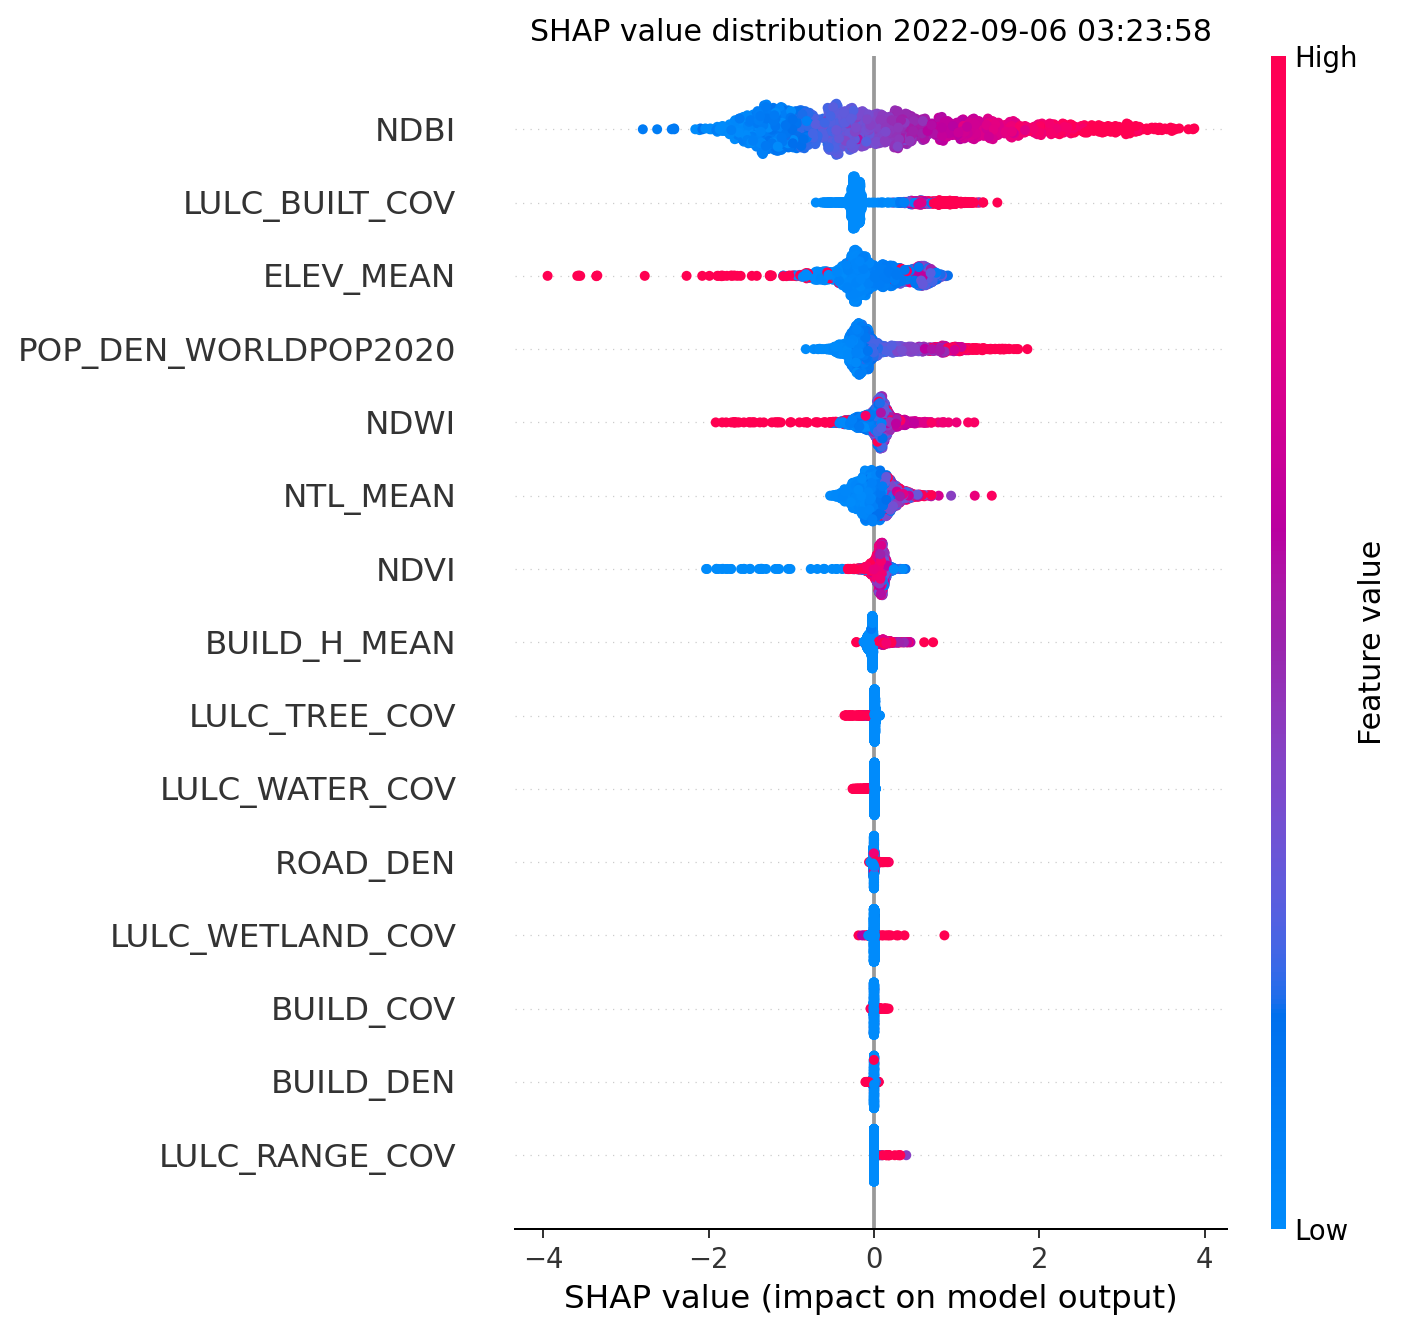 SHAP value distribution 2022-09-06 03:23:58
High
NDBI
LULC_BUILT_COV
ELEV_MEAN
POP_DEN_WORLDPOP2020
NDWI
NTL_MEAN
NDVI
BUILD_H_MEAN
LULC_TREE_COV
LULC_WATER_COV
ROAD_DEN
LULC_WETLAND_COV
BUILD_COV
BUILD_DEN
LULC_RANGE_COV
Feature value
Low
−4 −2 0 2 4
SHAP value (impact on model output)